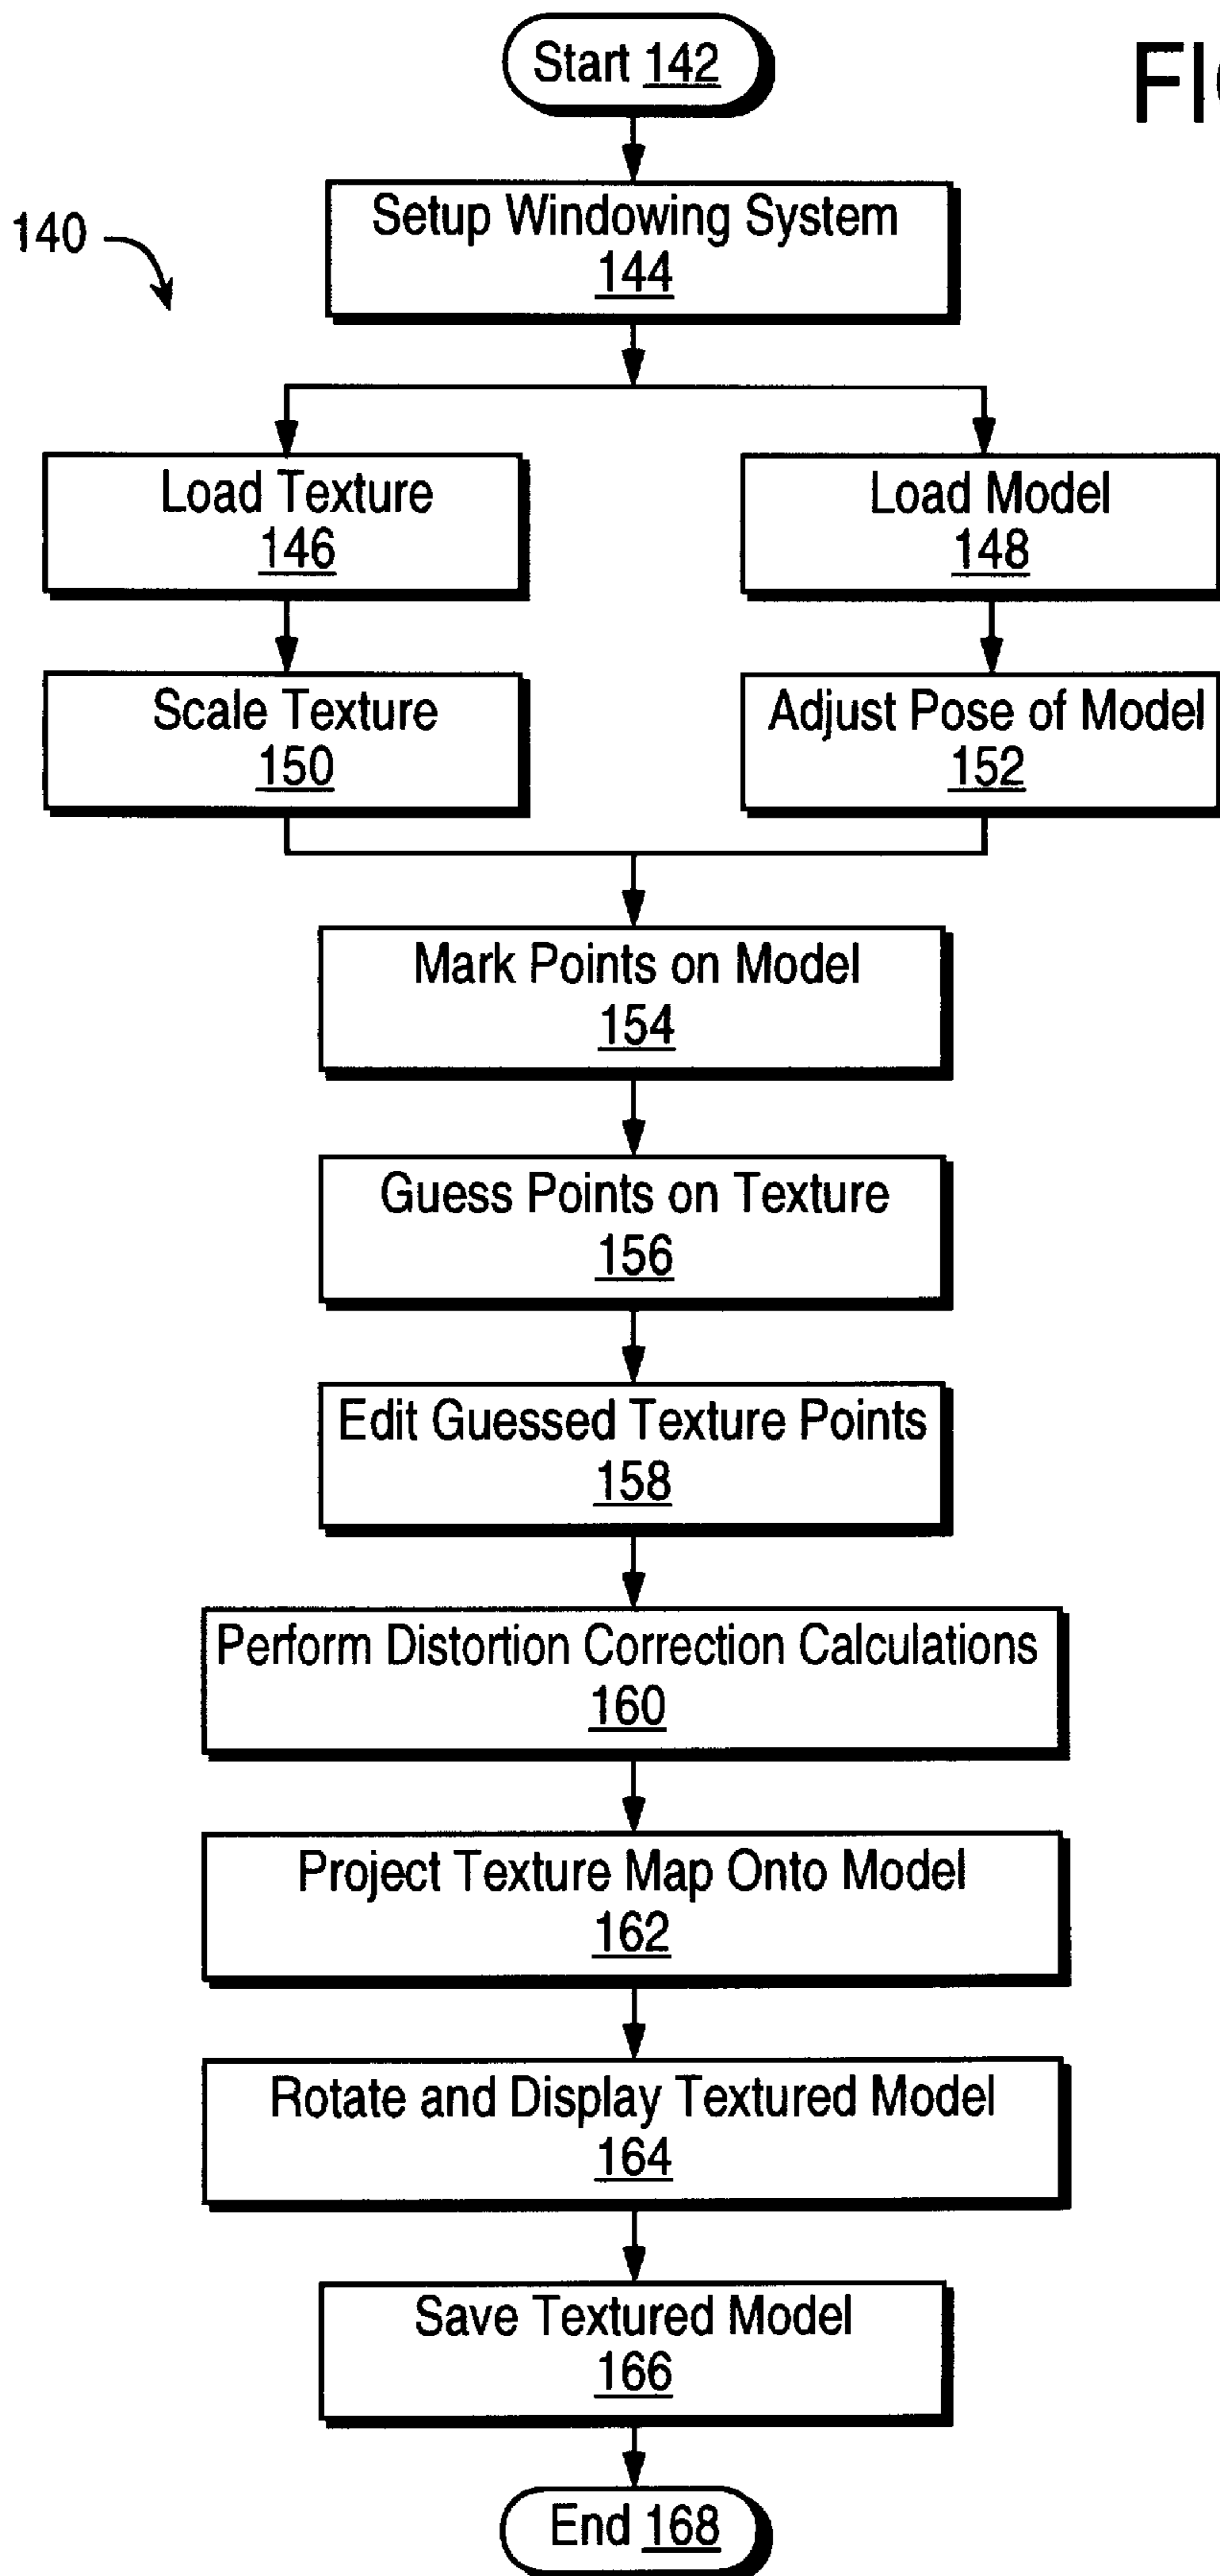 Start 142
FI
140
Setup Windowing System
144
Load Texture
146
Load Model
148
Scale Texture
150
Adjust Pose of Model
152
Mark Points on Model
154
Guess Points on Texture
156
Edit Guessed Texture Points
158
Perform Distortion Correction Calculations
160
Project Texture Map Onto Model
162
Rotate and Display Textured Model
164
Save Textured Model
166
End 168